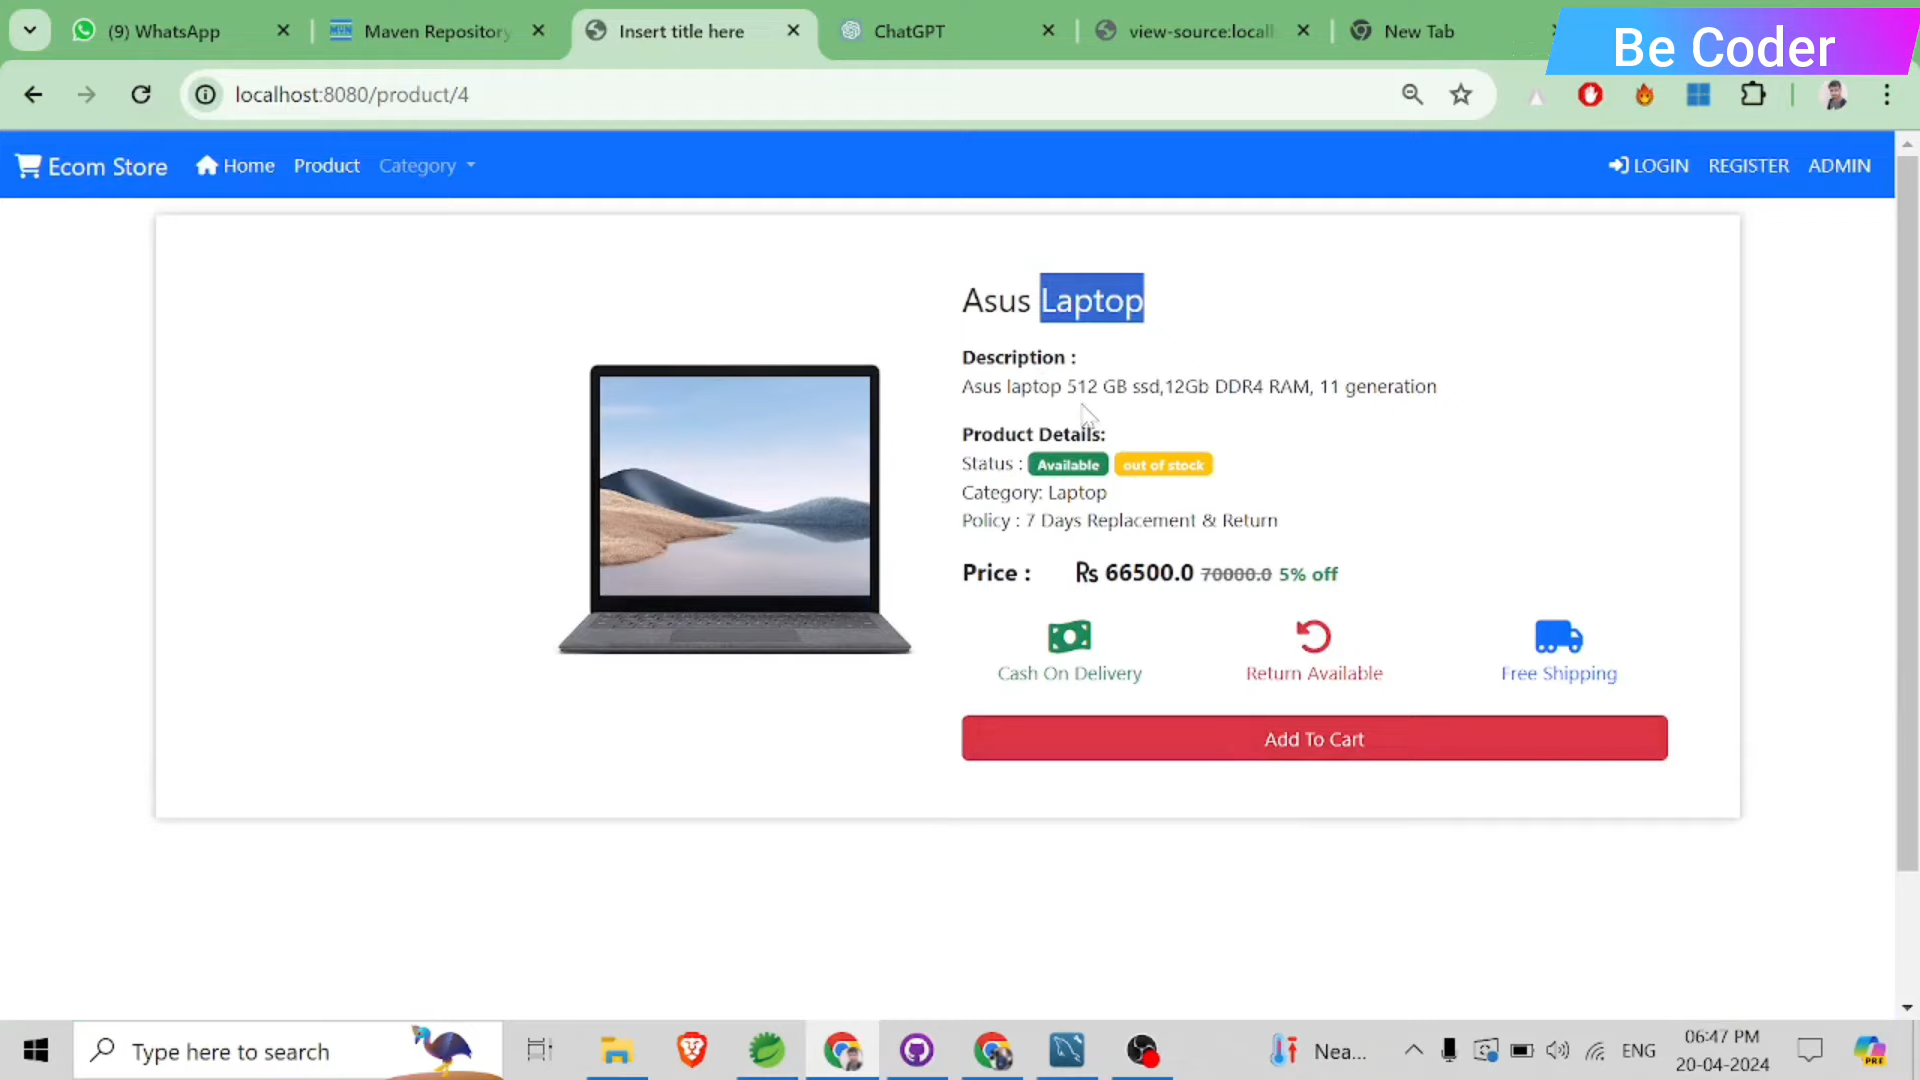 (9) WhatsApp
Maven Repository
Insert title here
ChatGPT
view-source:locall
New Tab
Be Coder
localhost:8080/product/4
Ecom Store
Home
Product
Category
LOGIN
REGISTER
ADMIN
Asus Laptop
Description :
Asus laptop 512 GB ssd,12Gb DDR4 RAM, 11 generation
Product Details:
Status : Available out of stock
Category: Laptop
Policy : 7 Days Replacement & Return
Price : ₨ 66500.0 70000.0 5% off
Cash On Delivery
Return Available
Free Shipping
Add To Cart
Type here to search
Nea...
ENG
06:47 PM
20-04-2024
PRE